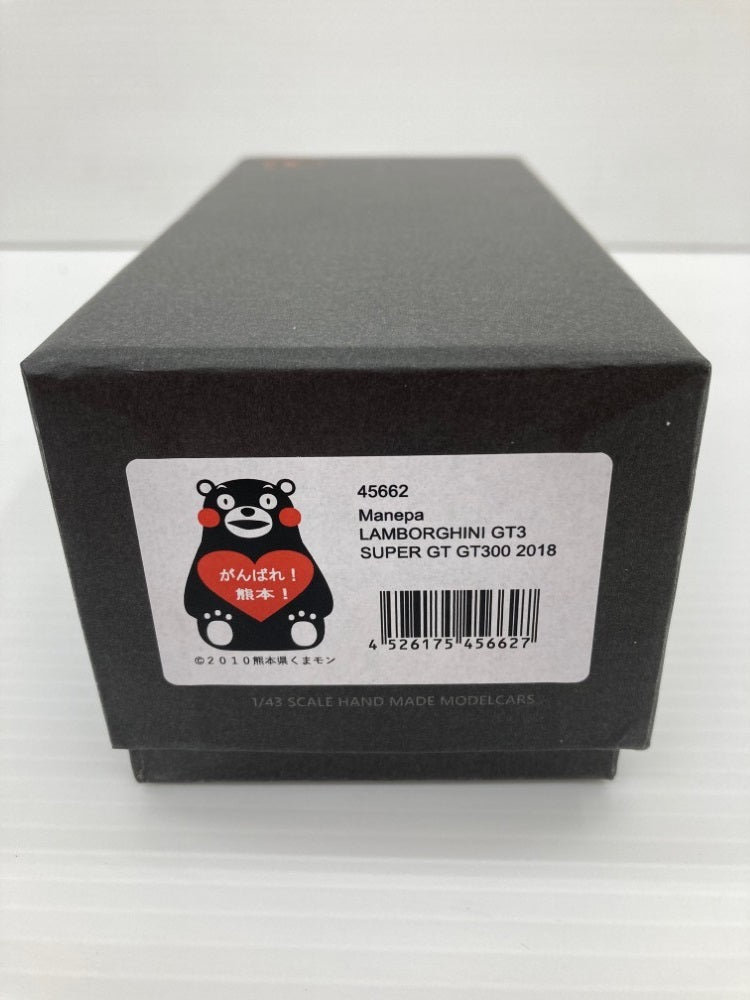 がんばれ！
熊本！
©2010熊本県くまモン
45662
Manepa
LAMBORGHINI GT3
SUPER GT GT300 2018
4 526175 456627
1/43 SCALE HAND MADE MODELCARS